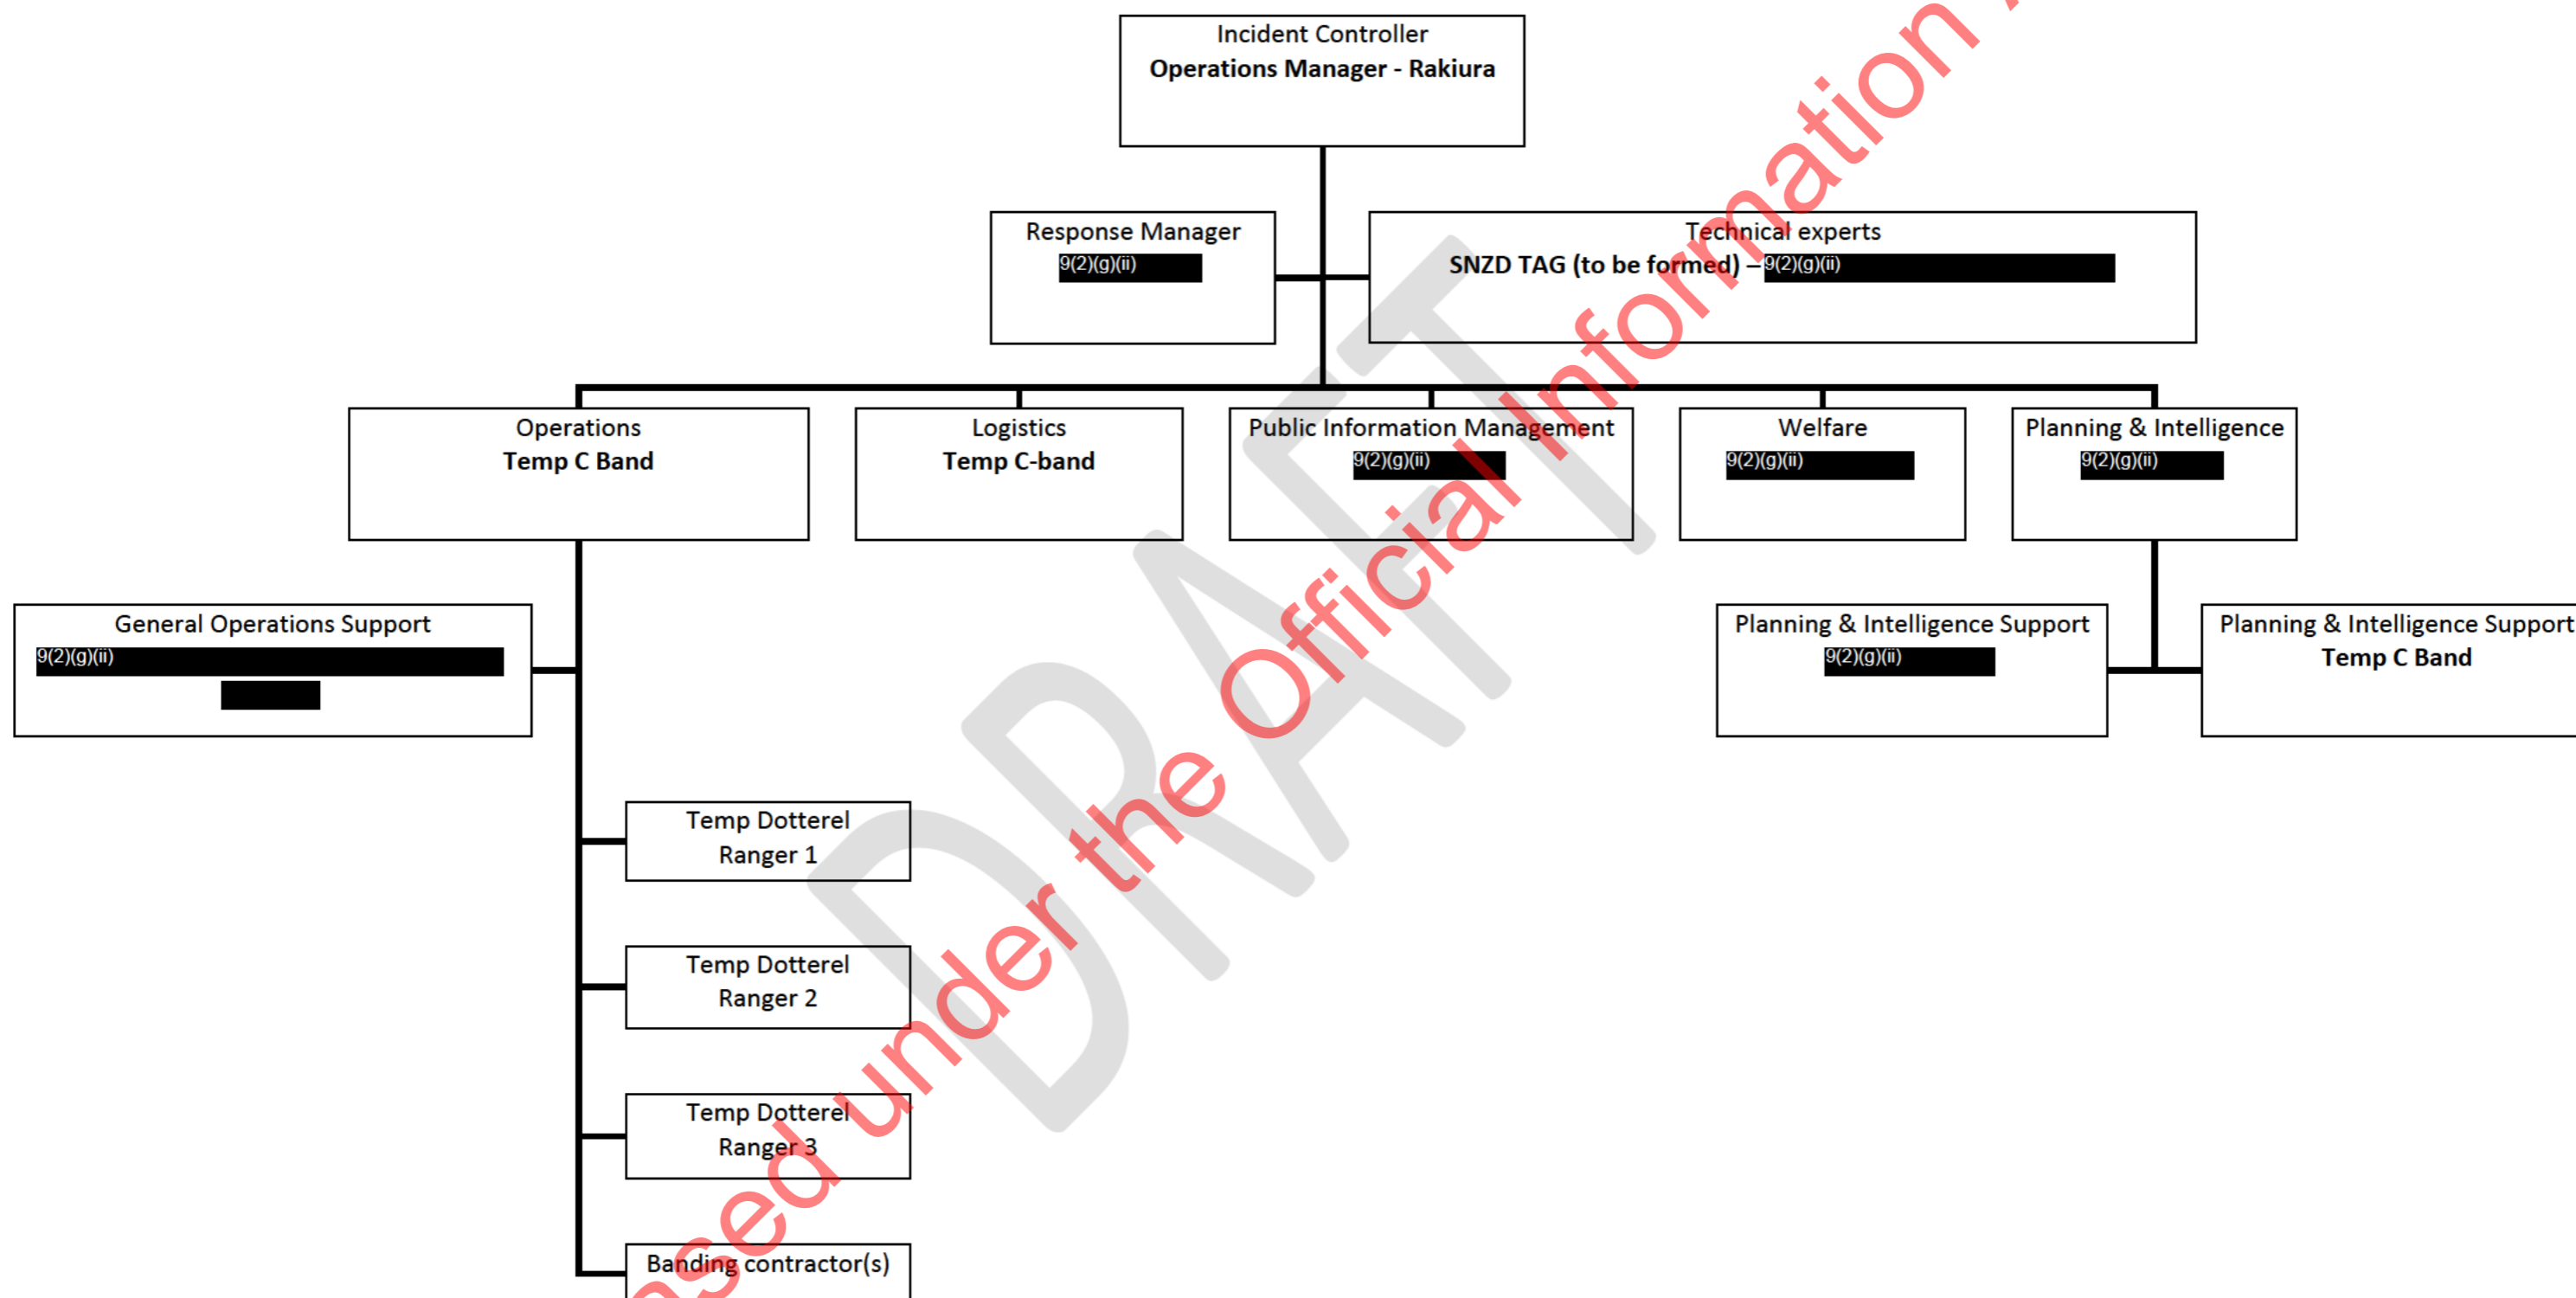 Incident Controller
Operations Manager - Rakiura
Response Manager
9(2)(g)(ii)
Technical experts
SNZD TAG (to be formed) – 9(2)(g)(ii)
Operations
Temp C Band
Logistics
Temp C-band
Public Information Management
9(2)(g)(ii)
Welfare
9(2)(g)(ii)
Planning & Intelligence
9(2)(g)(ii)
General Operations Support
9(2)(g)(ii)
Planning & Intelligence Support
9(2)(g)(ii)
Planning & Intelligence Support
Temp C Band
Temp Dotterel
Ranger 1
Temp Dotterel
Ranger 2
Temp Dotterel
Ranger 3
Banding contractor(s)
DRAFT
under the Official Information